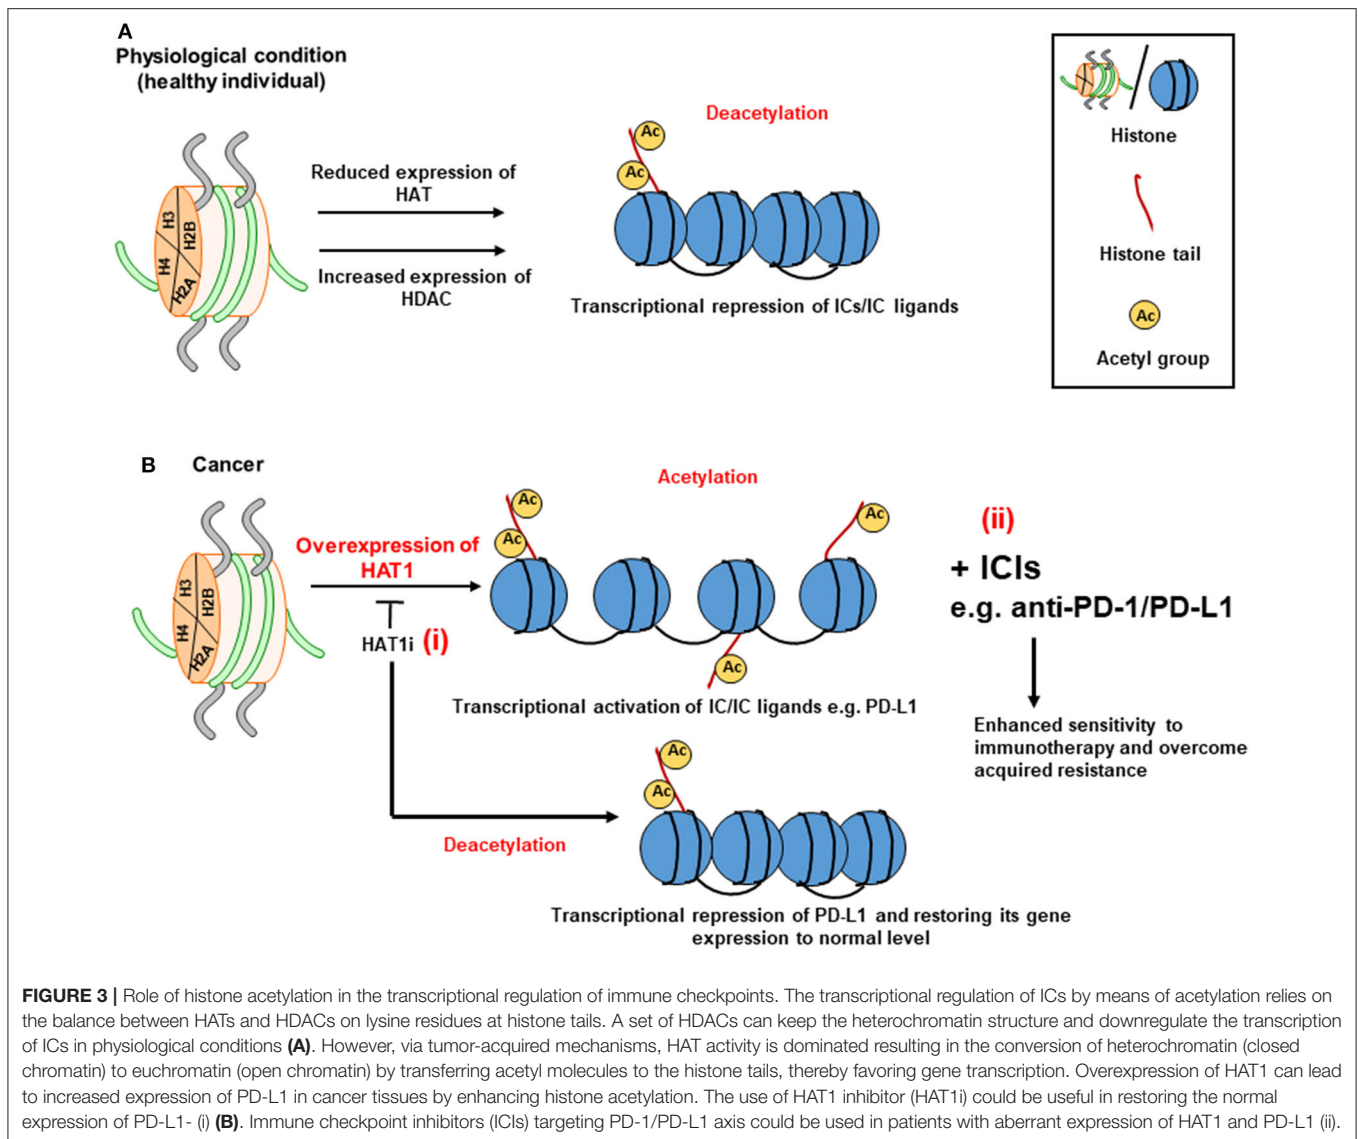 A
Physiological condition
(healthy individual)
H3
H2B
H4
H2A
Reduced expression of
HAT
Increased expression of
HDAC
Deacetylation
Ac
Ac
Transcriptional repression of ICs/IC ligands
Histone
Histone tail
Ac
Acetyl group
B
Cancer
H3
H2B
H4
H2A
Overexpression of
HAT1
HAT1i (i)
Acetylation
Ac
Ac
Ac
Ac
Transcriptional activation of IC/IC ligands e.g. PD-L1
(ii)
+ ICIs
e.g. anti-PD-1/PD-L1
Enhanced sensitivity to
immunotherapy and overcome
acquired resistance
Deacetylation
Ac
Ac
Transcriptional repression of PD-L1 and restoring its gene
expression to normal level
FIGURE 3 | Role of histone acetylation in the transcriptional regulation of immune checkpoints. The transcriptional regulation of ICs by means of acetylation relies on
the balance between HATs and HDACs on lysine residues at histone tails. A set of HDACs can keep the heterochromatin structure and downregulate the transcription
of ICs in physiological conditions (A). However, via tumor-acquired mechanisms, HAT activity is dominated resulting in the conversion of heterochromatin (closed
chromatin) to euchromatin (open chromatin) by transferring acetyl molecules to the histone tails, thereby favoring gene transcription. Overexpression of HAT1 can lead
to increased expression of PD-L1 in cancer tissues by enhancing histone acetylation. The use of HAT1 inhibitor (HAT1i) could be useful in restoring the normal
expression of PD-L1- (i) (B). Immune checkpoint inhibitors (ICIs) targeting PD-1/PD-L1 axis could be used in patients with aberrant expression of HAT1 and PD-L1 (ii).